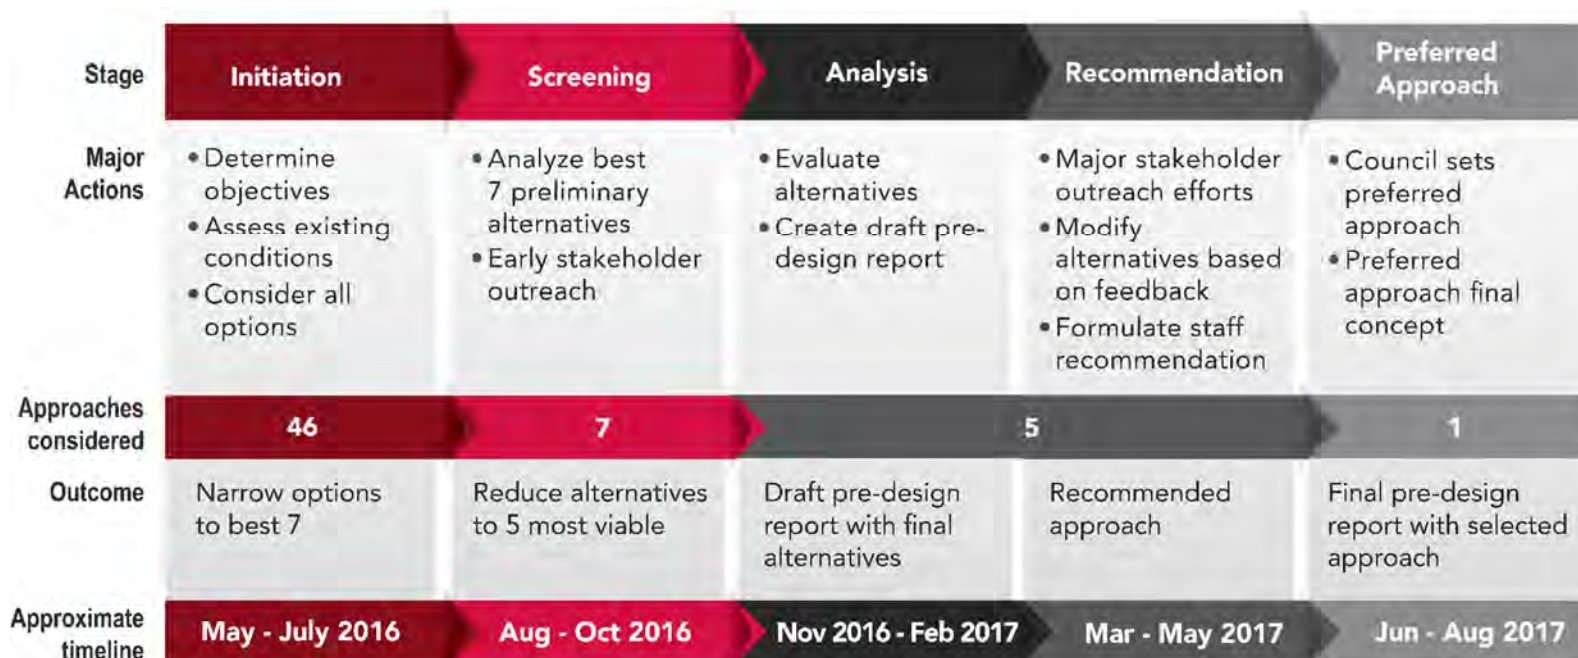 Stage
Initiation
Screening
Analysis
Recommendation
Preferred
Approach
Major
Actions
• Determine
objectives
• Assess existing
conditions
• Consider all
options
• Analyze best
7 preliminary
alternatives
• Early stakeholder
outreach
• Evaluate
alternatives
• Create draft pre-
design report
• Major stakeholder
outreach efforts
• Modify
alternatives based
on feedback
• Formulate staff
recommendation
• Council sets
preferred
approach
• Preferred
approach final
concept
Approaches
considered
46
7
5
1
Outcome
Narrow options
to best 7
Reduce alternatives
to 5 most viable
Draft pre-design
report with final
alternatives
Recommended
approach
Final pre-design
report with selected
approach
Approximate
timeline
May - July 2016
Aug - Oct 2016
Nov 2016 - Feb 2017
Mar - May 2017
Jun - Aug 2017